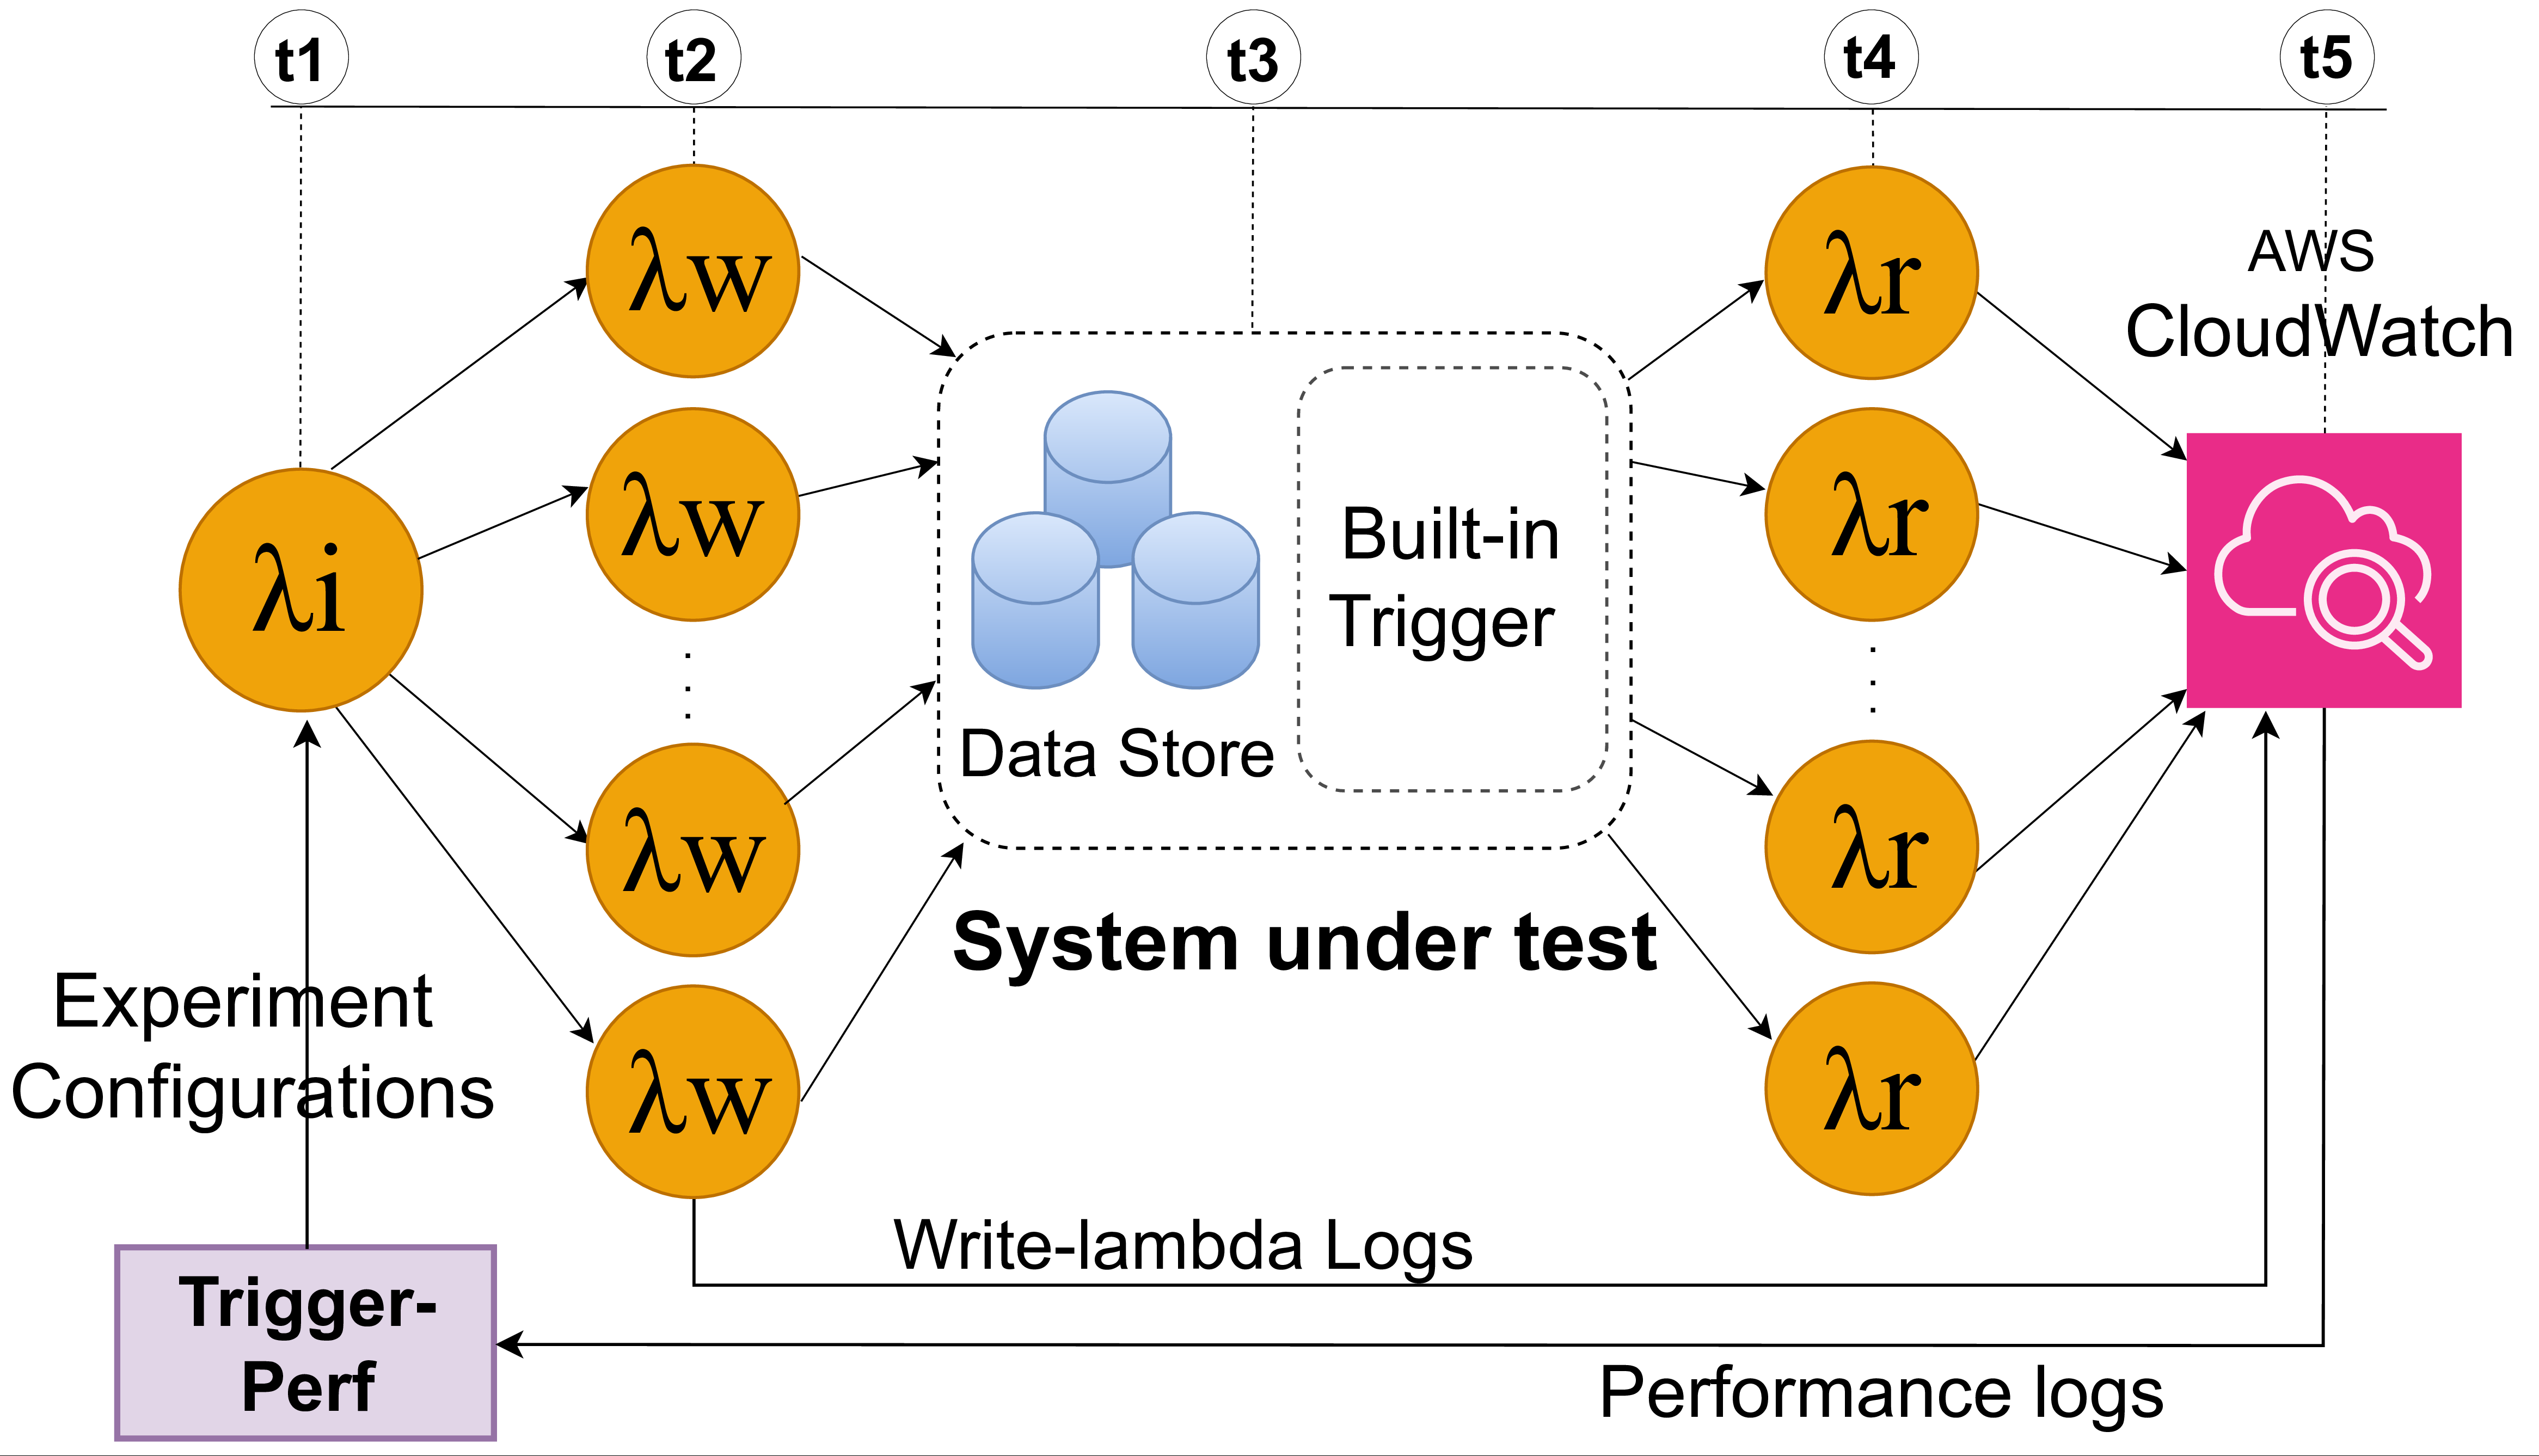 t1
t2
t3
t4
t5
λi
λw
λw
.
.
.
λw
λw
Data Store
Built-in
Trigger
System under test
λr
λr
.
.
.
λr
λr
AWS
CloudWatch
Experiment
Configurations
Write-lambda Logs
Trigger-
Perf
Performance logs